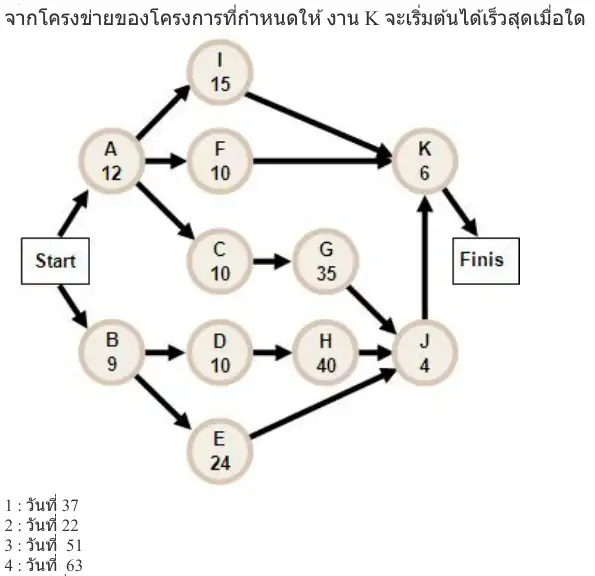 จากโครงข่ายของโครงการที่กำหนดให้ งาน K จะเริ่มต้นได้เร็วสุดเมื่อใด
I
15
A
12
F
10
K
6
Start
C
10
G
35
Finis
B
9
D
10
H
40
J
4
E
24
1 : วันที่ 37
2 : วันที่ 22
3 : วันที่ 51
4 : วันที่ 63